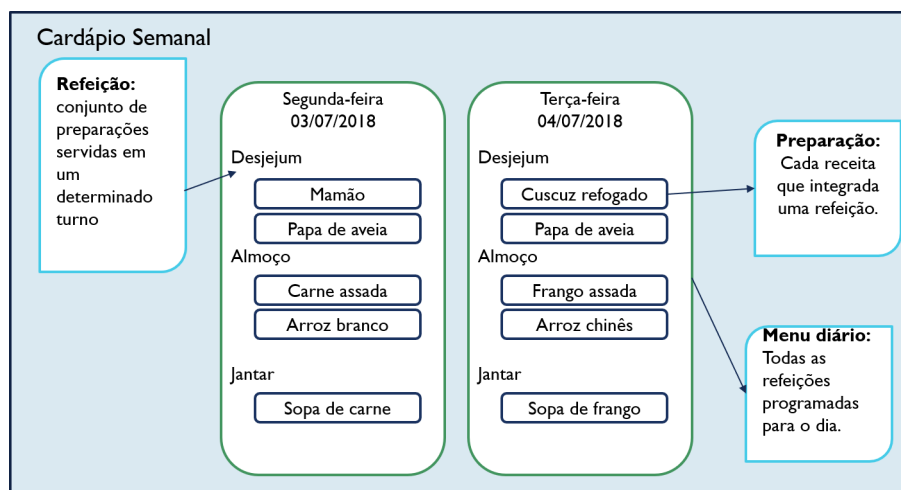 Cardápio Semanal
Refeição:
conjunto de
preparações
servidas em
um
determinado
turno
Segunda-feira
03/07/2018
Desjejum
Mamão
Papa de aveia
Almoço
Carne assada
Arroz branco
Jantar
Sopa de carne
Terça-feira
04/07/2018
Desjejum
Cuscuz refogado
Papa de aveia
Almoço
Frango assada
Arroz chinês
Jantar
Sopa de frango
Preparação:
Cada receita
que integrada
uma refeição.
Menu diário:
Todas as
refeições
programadas
para o dia.